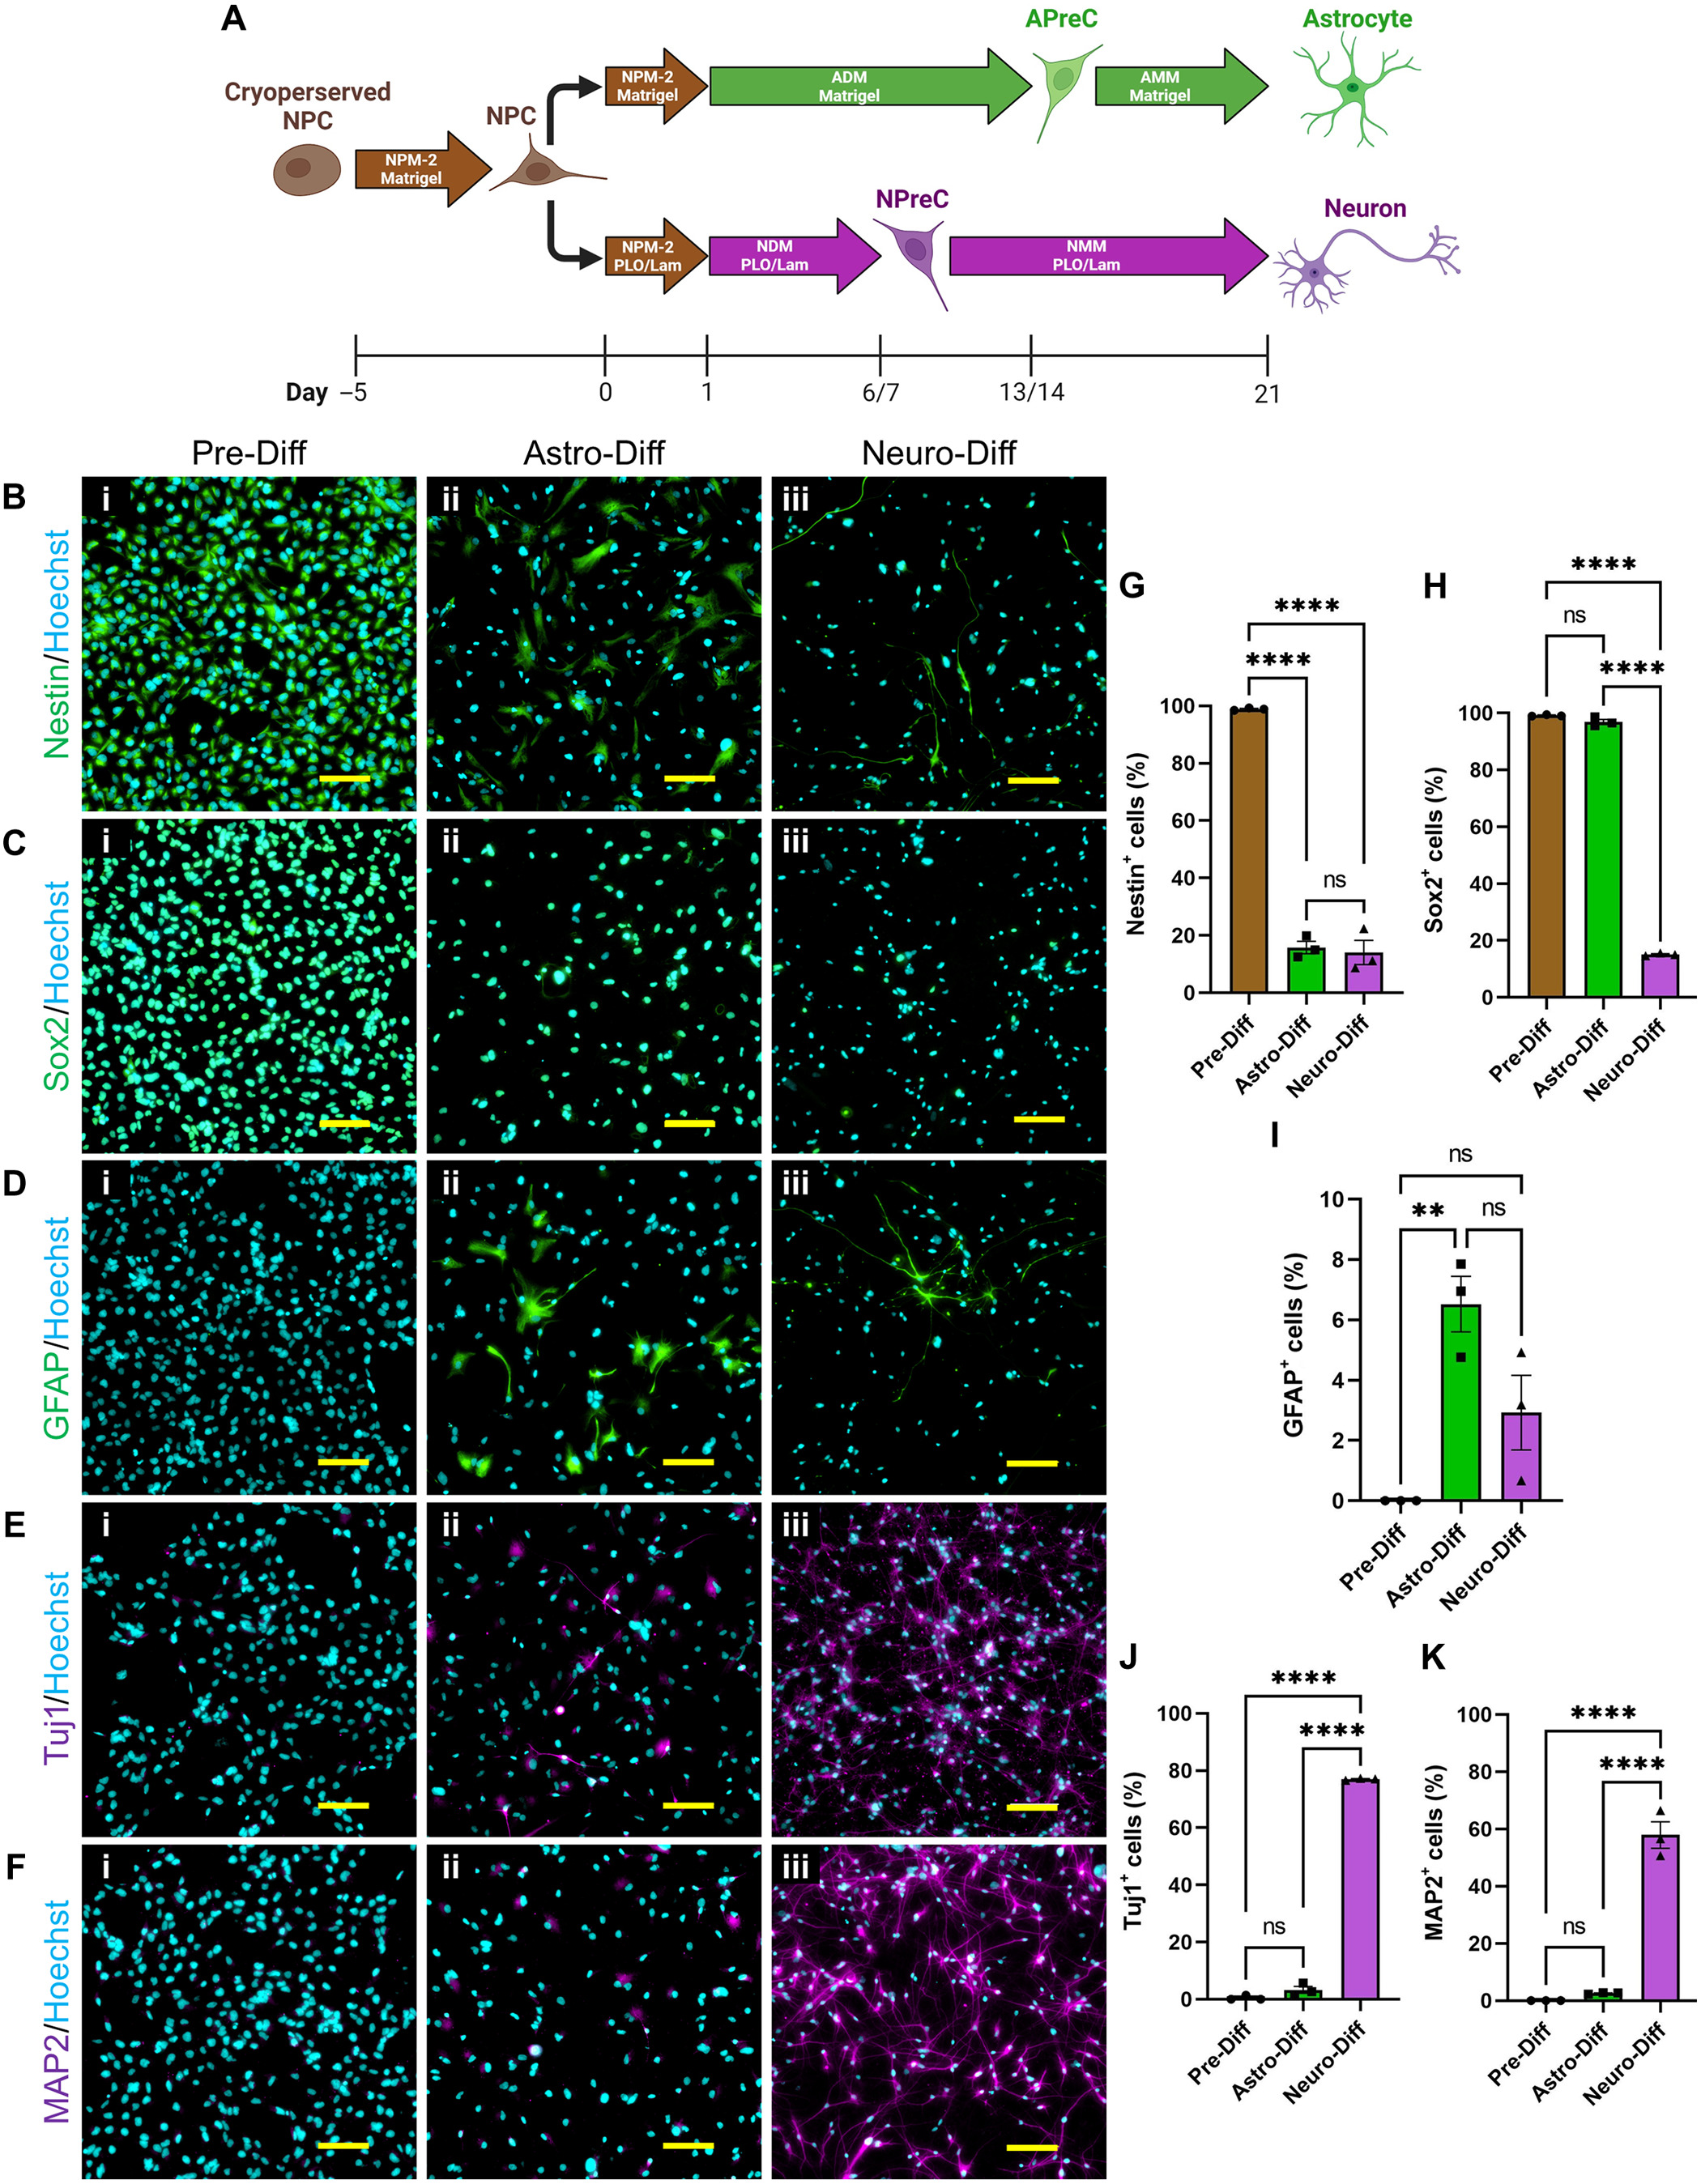 A
Cryoperserved
NPC
NPM-2
Matrigel
NPC
NPM-2
Matrigel
ADM
Matrigel
APreC
AMM
Matrigel
Astrocyte
NPM-2
PLO/Lam
NDM
PLO/Lam
NPreC
NMM
PLO/Lam
Neuron
Day −5 0 1 6/7 13/14 21
Pre-Diff Astro-Diff Neuro-Diff
B
Nestin/Hoechst
i ii iii
C
Sox2/Hoechst
i ii iii
D
GFAP/Hoechst
i ii iii
E
Tuj1/Hoechst
i ii iii
F
MAP2/Hoechst
i ii iii
G
****
****
ns
Nestin+ cells (%)
100
80
60
40
20
0
Pre-Diff
Astro-Diff
Neuro-Diff
H
****
ns
****
Sox2+ cells (%)
100
80
60
40
20
0
Pre-Diff
Astro-Diff
Neuro-Diff
I
ns
** ns
GFAP+ cells (%)
10
8
6
4
2
0
Pre-Diff
Astro-Diff
Neuro-Diff
J
****
****
ns
Tuj1+ cells (%)
100
80
60
40
20
0
Pre-Diff
Astro-Diff
Neuro-Diff
K
****
****
ns
MAP2+ cells (%)
100
80
60
40
20
0
Pre-Diff
Astro-Diff
Neuro-Diff